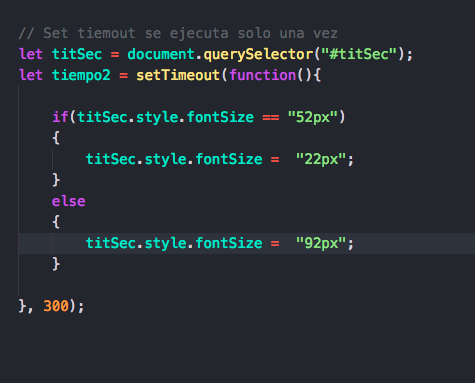 // Set tiemout se ejecuta solo una vez
let titSec = document.querySelector("#titSec");
let tiempo2 = setTimeout(function(){
if(titSec.style.fontSize == "52px")
{
titSec.style.fontSize =  "22px";
}
else
{
titSec.style.fontSize =  "92px";
}
}, 300);